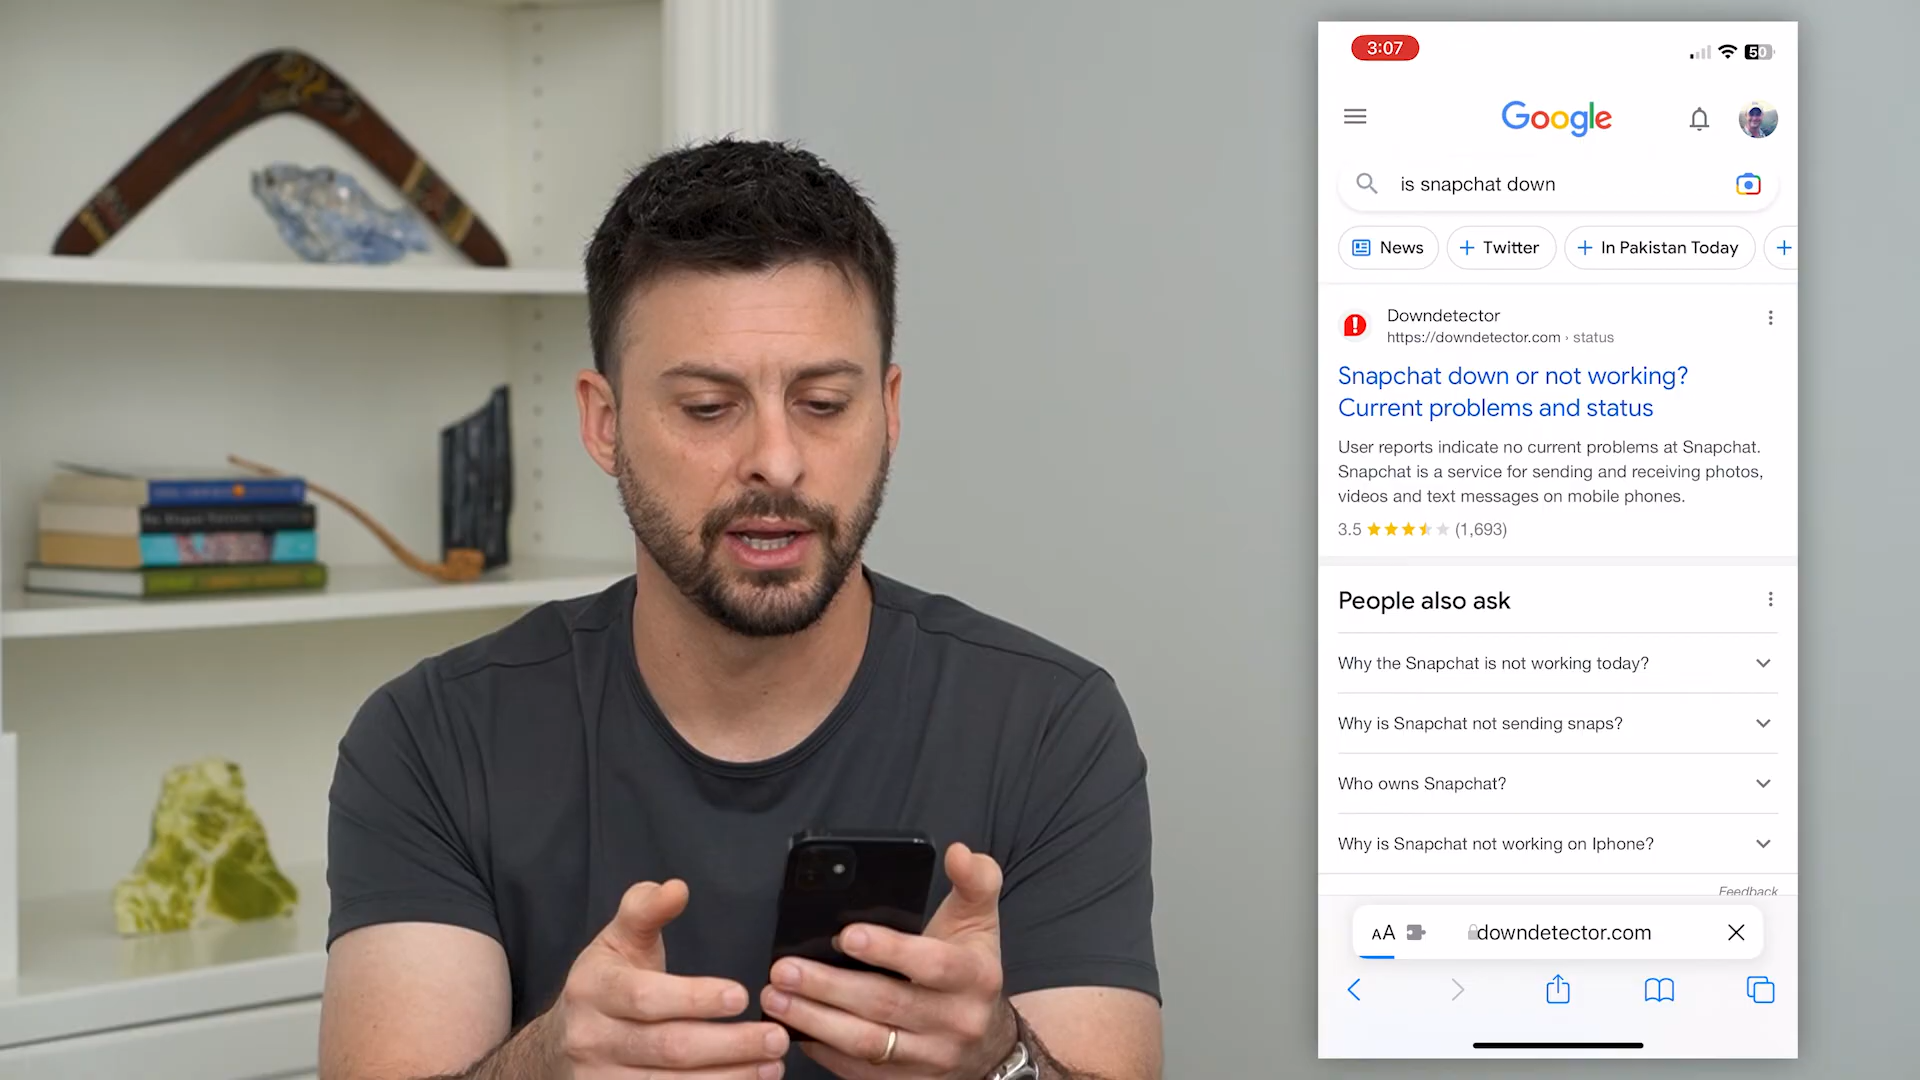 3:07
50
Google
is snapchat down
News
Twitter
In Pakistan Today
Downdetector
https://downdetector.com › status
Snapchat down or not working?
Current problems and status
User reports indicate no current problems at Snapchat.
Snapchat is a service for sending and receiving photos,
videos and text messages on mobile phones.
3.5 (1,693)
People also ask
Why the Snapchat is not working today?
Why is Snapchat not sending snaps?
Who owns Snapchat?
Why is Snapchat not working on Iphone?
Feedback
AA downdetector.com